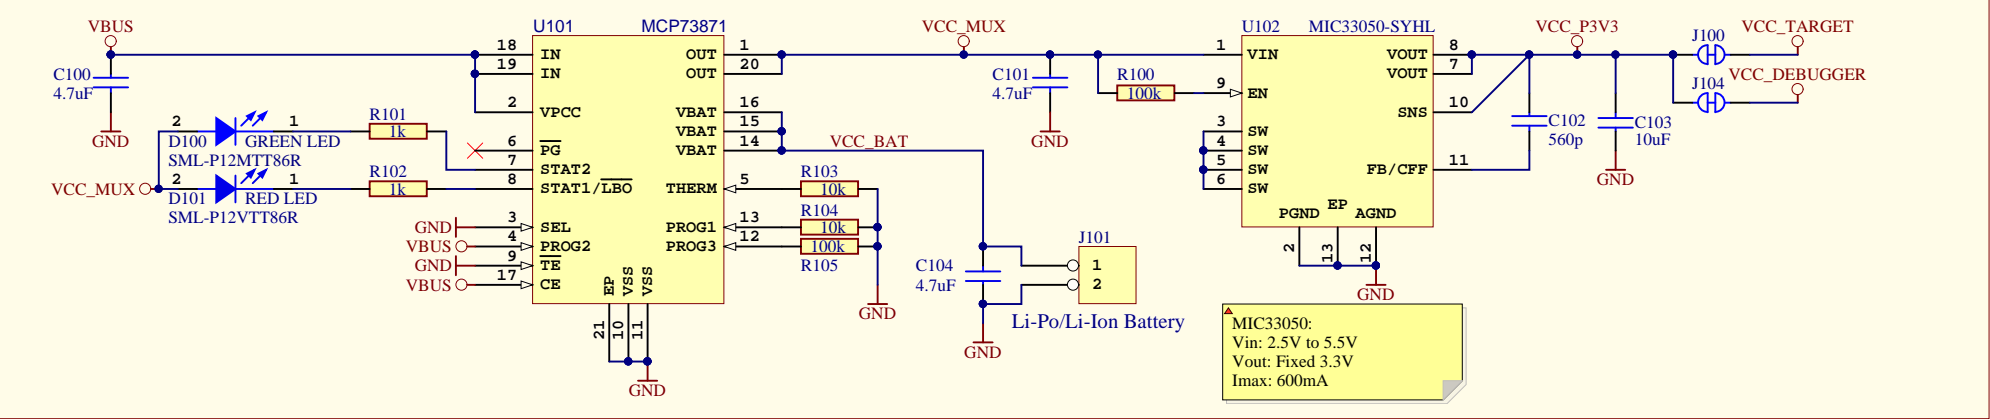 VBUS
C100
4.7uF
GND
VCC_MUX
2
D100
SML-P12MTT86R
1
GREEN LED
2
D101
SML-P12VTT86R
1
RED LED
R101
1k
R102
1k
GND
VBUS
GND
VBUS
U101
MCP73871
18
IN
19
IN
2
VPCC
6
PG
7
STAT2
8
STAT1/LBO
3
SEL
4
PROG2
9
TE
17
CE
OUT
1
OUT
20
VBAT
16
VBAT
15
VBAT
14
THERM
5
PROG1
13
PROG3
12
EP
VSS
VSS
21
10
11
GND
R103
10k
R104
10k
100k
R105
GND
VCC_BAT
C104
4.7uF
GND
J101
1
2
Li-Po/Li-Ion Battery
VCC_MUX
C101
4.7uF
GND
R100
100k
U102
MIC33050-SYHL
1
VIN
9
EN
3
SW
4
SW
5
SW
6
SW
VOUT
8
VOUT
7
SNS
10
FB/CFF
11
PGND
EP
AGND
2
13
12
GND
VCC_P3V3
C102
560p
C103
10uF
GND
J100
VCC_TARGET
J104
VCC_DEBUGGER
MIC33050:
Vin: 2.5V to 5.5V
Vout: Fixed 3.3V
Imax: 600mA